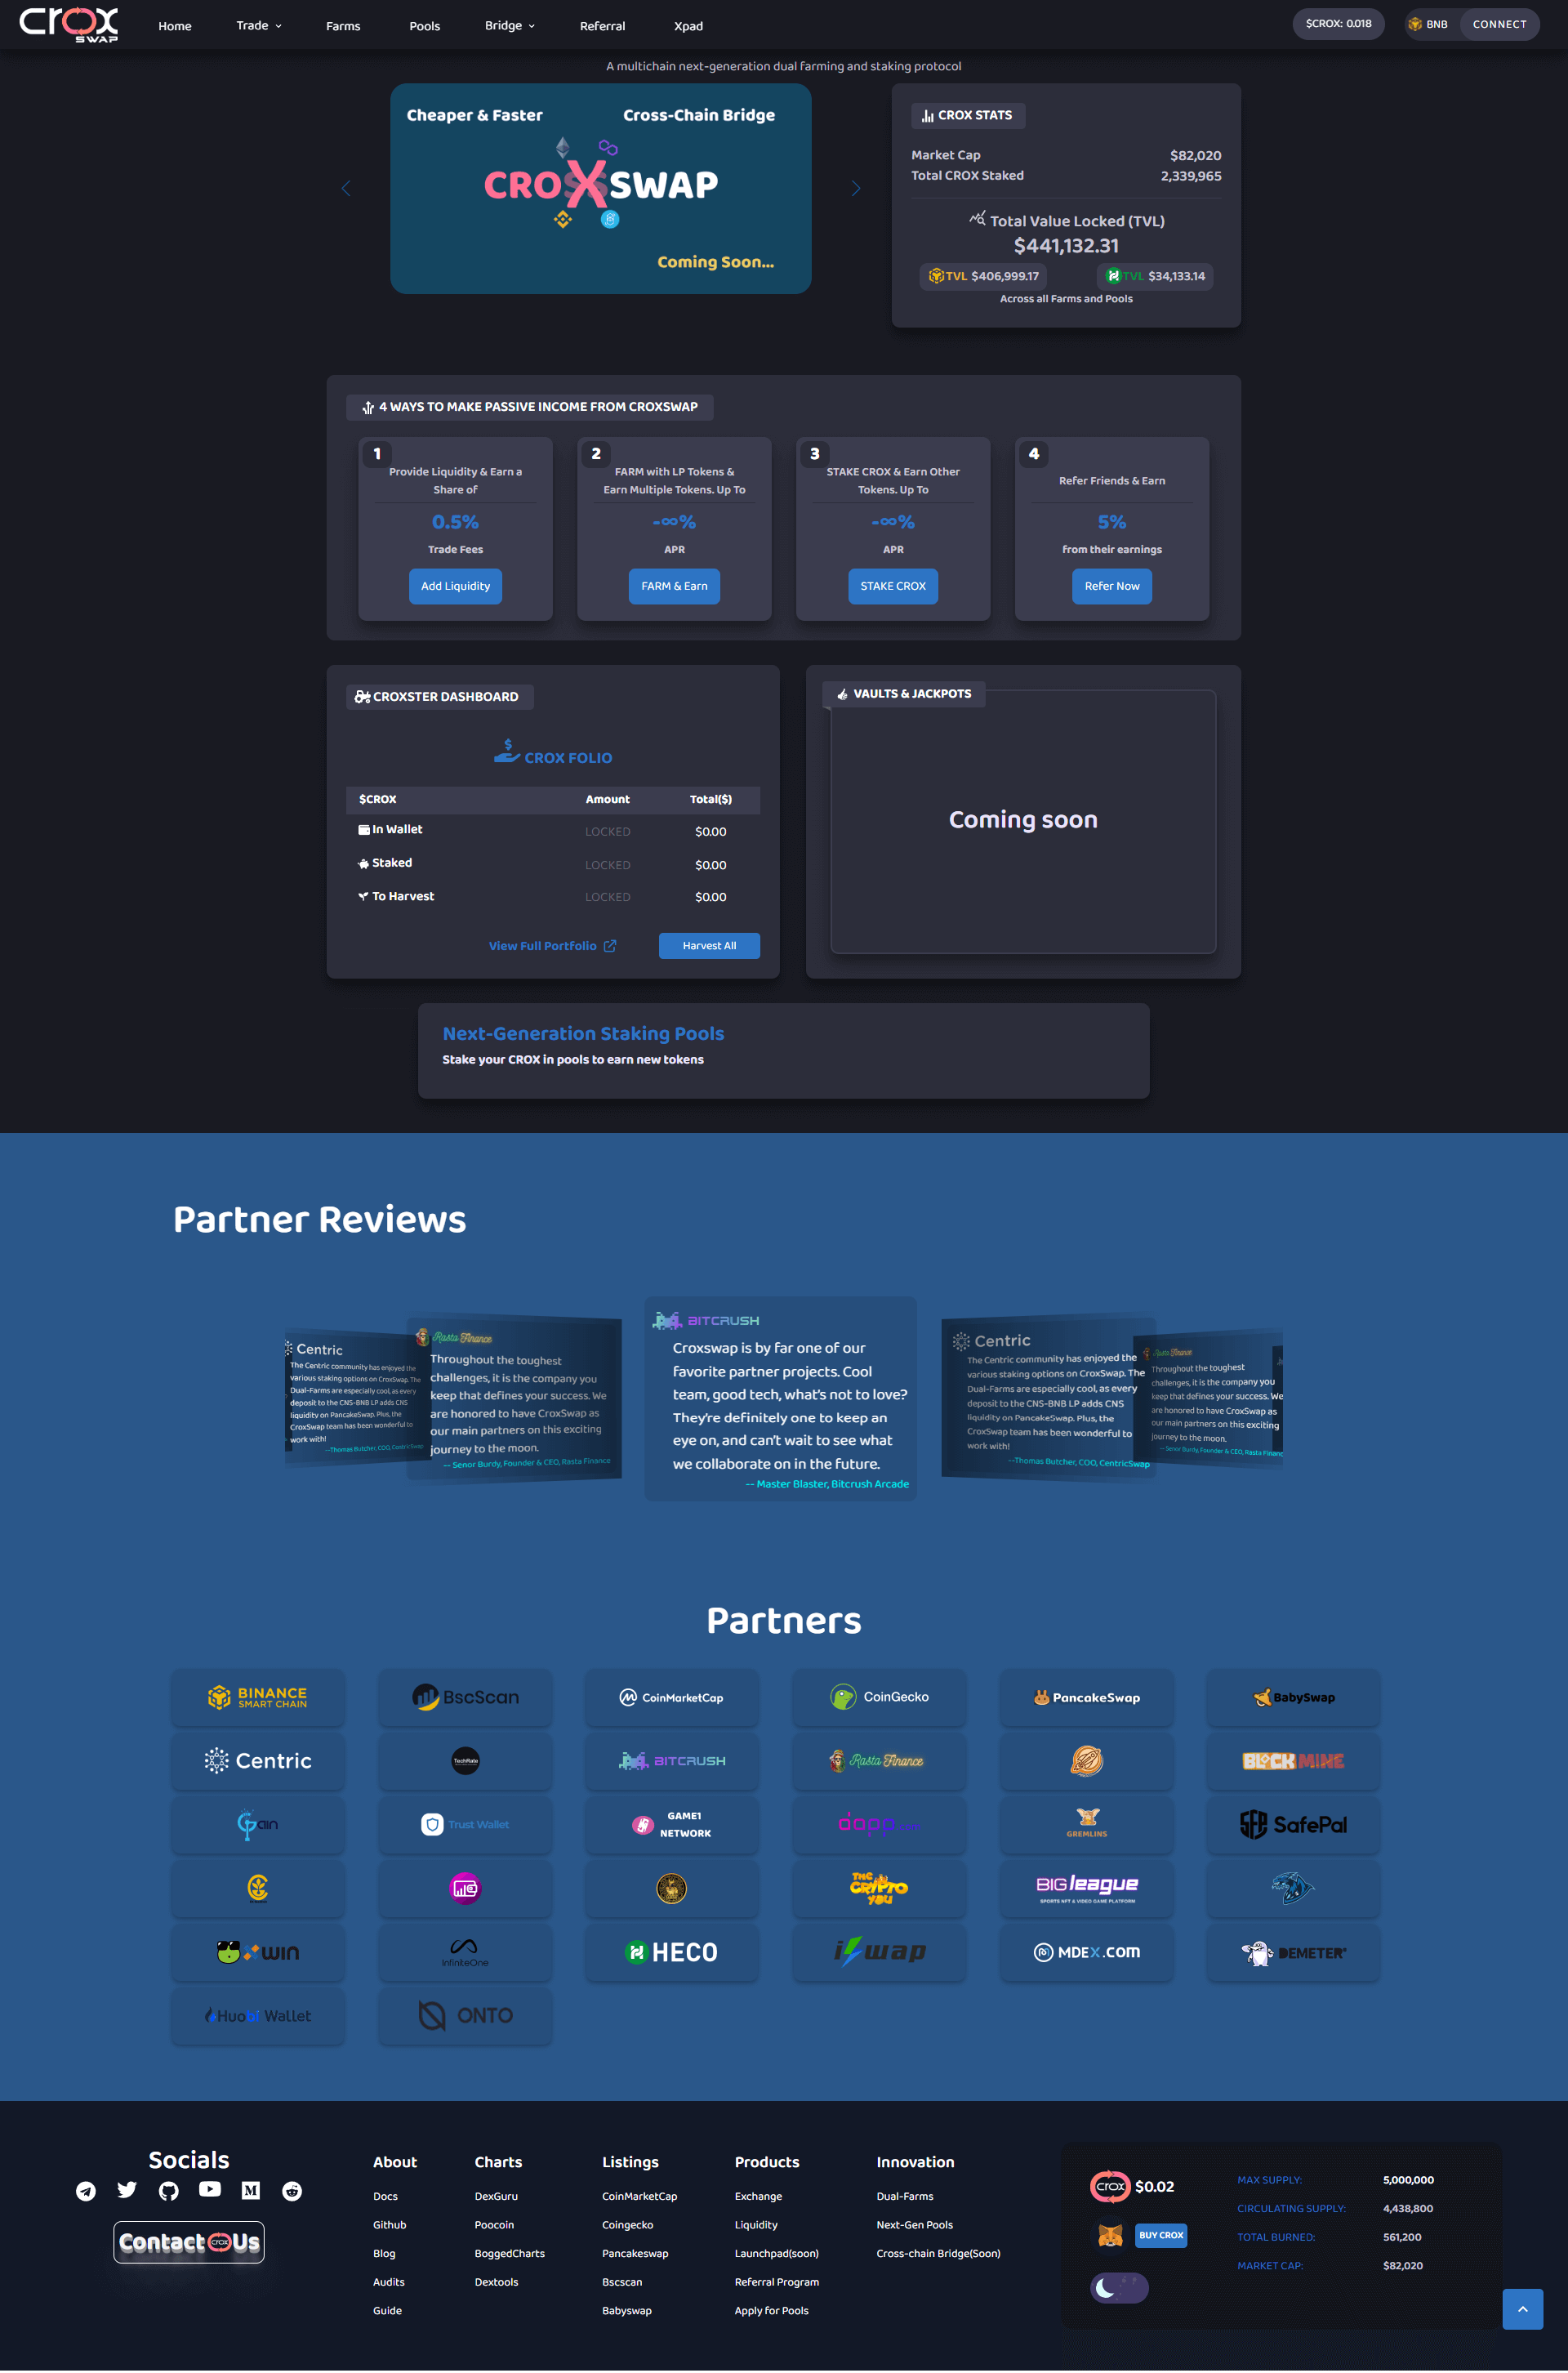 crox
SWAP
Home
Trade
Farms
Pools
Bridge
Referral
Xpad
$CROX: 0.018
BNB
CONNECT
A multichain next-generation dual farming and staking protocol
Cheaper & Faster
Cross-Chain Bridge
CROXSWAP
Coming Soon...
CROX STATS
Market Cap
$82,020
Total CROX Staked
2,339,965
Total Value Locked (TVL)
$441,132.31
TVL $406,999.17
TVL $34,133.14
Across all Farms and Pools
4 WAYS TO MAKE PASSIVE INCOME FROM CROXSWAP
1
Provide Liquidity & Earn a
Share of
0.5%
Trade Fees
Add Liquidity
2
FARM with LP Tokens &
Earn Multiple Tokens. Up To
-∞%
APR
FARM & Earn
3
STAKE CROX & Earn Other
Tokens. Up To
-∞%
APR
STAKE CROX
4
Refer Friends & Earn
5%
from their earnings
Refer Now
CROXSTER DASHBOARD
CROX FOLIO
$CROX
Amount
Total($)
In Wallet
LOCKED
$0.00
Staked
LOCKED
$0.00
To Harvest
LOCKED
$0.00
View Full Portfolio
Harvest All
VAULTS & JACKPOTS
Coming soon
Next-Generation Staking Pools
Stake your CROX in pools to earn new tokens
Partner Reviews
Centric
The Centric community has enjoyed the
various staking options on CroxSwap. The
Dual-Farms are especially cool, as every
deposit to the CNS-BNB LP adds CNS
liquidity on PancakeSwap. Plus, the
CroxSwap team has been wonderful to
work with!
--Thomas Butcher, COO, CentricSwap
Rasta Finance
Throughout the toughest
challenges, it is the company you
keep that defines your success. We
are honored to have CroxSwap as
our main partners on this exciting
journey to the moon.
-- Senor Burdy, Founder & CEO, Rasta Finance
BITCRUSH
Croxswap is by far one of our
favorite partner projects. Cool
team, good tech, what's not to love?
They're definitely one to keep an
eye on, and can't wait to see what
we collaborate on in the future.
-- Master Blaster, Bitcrush Arcade
Centric
The Centric community has enjoyed the
various staking options on CroxSwap. The
Dual-Farms are especially cool, as every
deposit to the CNS-BNB LP adds CNS
liquidity on PancakeSwap. Plus, the
CroxSwap team has been wonderful to
work with!
--Thomas Butcher, COO, CentricSwap
Rasta Finance
Throughout the toughest
challenges, it is the company you
keep that defines your success. We
are honored to have CroxSwap as
our main partners on this exciting
journey to the moon.
-- Senor Burdy, Founder & CEO, Rasta Financ
Partners
BINANCE
SMART CHAIN
BscScan
CoinMarketCap
CoinGecko
PancakeSwap
BabySwap
Centric
TechRate
BITCRUSH
Rasta Finance
BLOCKMINE
Gain
Trust Wallet
GAME1
NETWORK
dapp.com
GREMLINS
SFP SafePal
THE
CRYPTO
YOU
BIG league
SPORTS NFT & VIDEO GAME PLATFORM
WIN
InfiniteOne
HECO
iSwap
MDEX.COM
DEMETER
Huobi Wallet
ONTO
Socials
Contact crox Us
About
Docs
Github
Blog
Audits
Guide
Charts
DexGuru
Poocoin
BoggedCharts
Dextools
Listings
CoinMarketCap
Coingecko
Pancakeswap
Bscscan
Babyswap
Products
Exchange
Liquidity
Launchpad(soon)
Referral Program
Apply for Pools
Innovation
Dual-Farms
Next-Gen Pools
Cross-chain Bridge(Soon)
crox $0.02
BUY CROX
MAX SUPPLY:
5,000,000
CIRCULATING SUPPLY:
4,438,800
TOTAL BURNED:
561,200
MARKET CAP:
$82,020